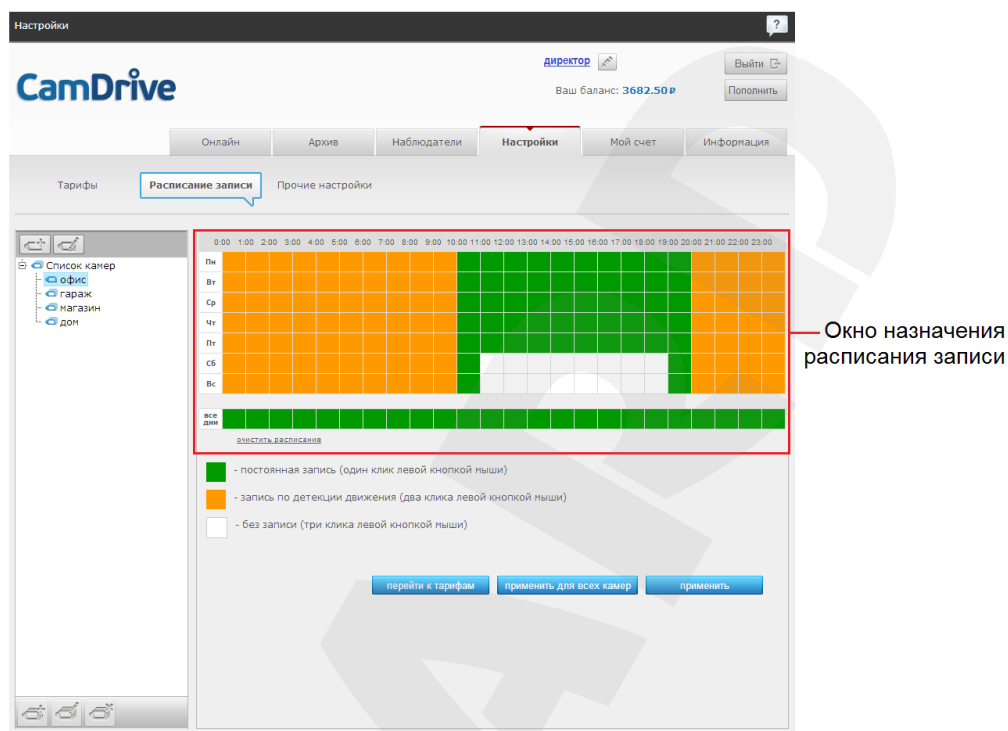 Настройки
?
CamDrive
директор
Выйти
Ваш баланс: 3682.50₽
Пополнить
Онлайн Архив Наблюдатели Настройки Мой счет Информация
Тарифы Расписание записи Прочие настройки
0:00 1:00 2:00 3:00 4:00 5:00 6:00 7:00 8:00 9:00 10:00 11:00 12:00 13:00 14:00 15:00 16:00 17:00 18:00 19:00 20:00 21:00 22:00 23:00
Список камер
офис
гараж
магазин
дом
Пн
Вт
Ср
Чт
Пт
Сб
Вс
все
дни
очистить расписание
Окно назначения
расписания записи
- постоянная запись (один клик левой кнопкой мыши)
- запись по детекции движения (два клика левой кнопкой мыши)
- без записи (три клика левой кнопкой мыши)
перейти к тарифам применить для всех камер применить